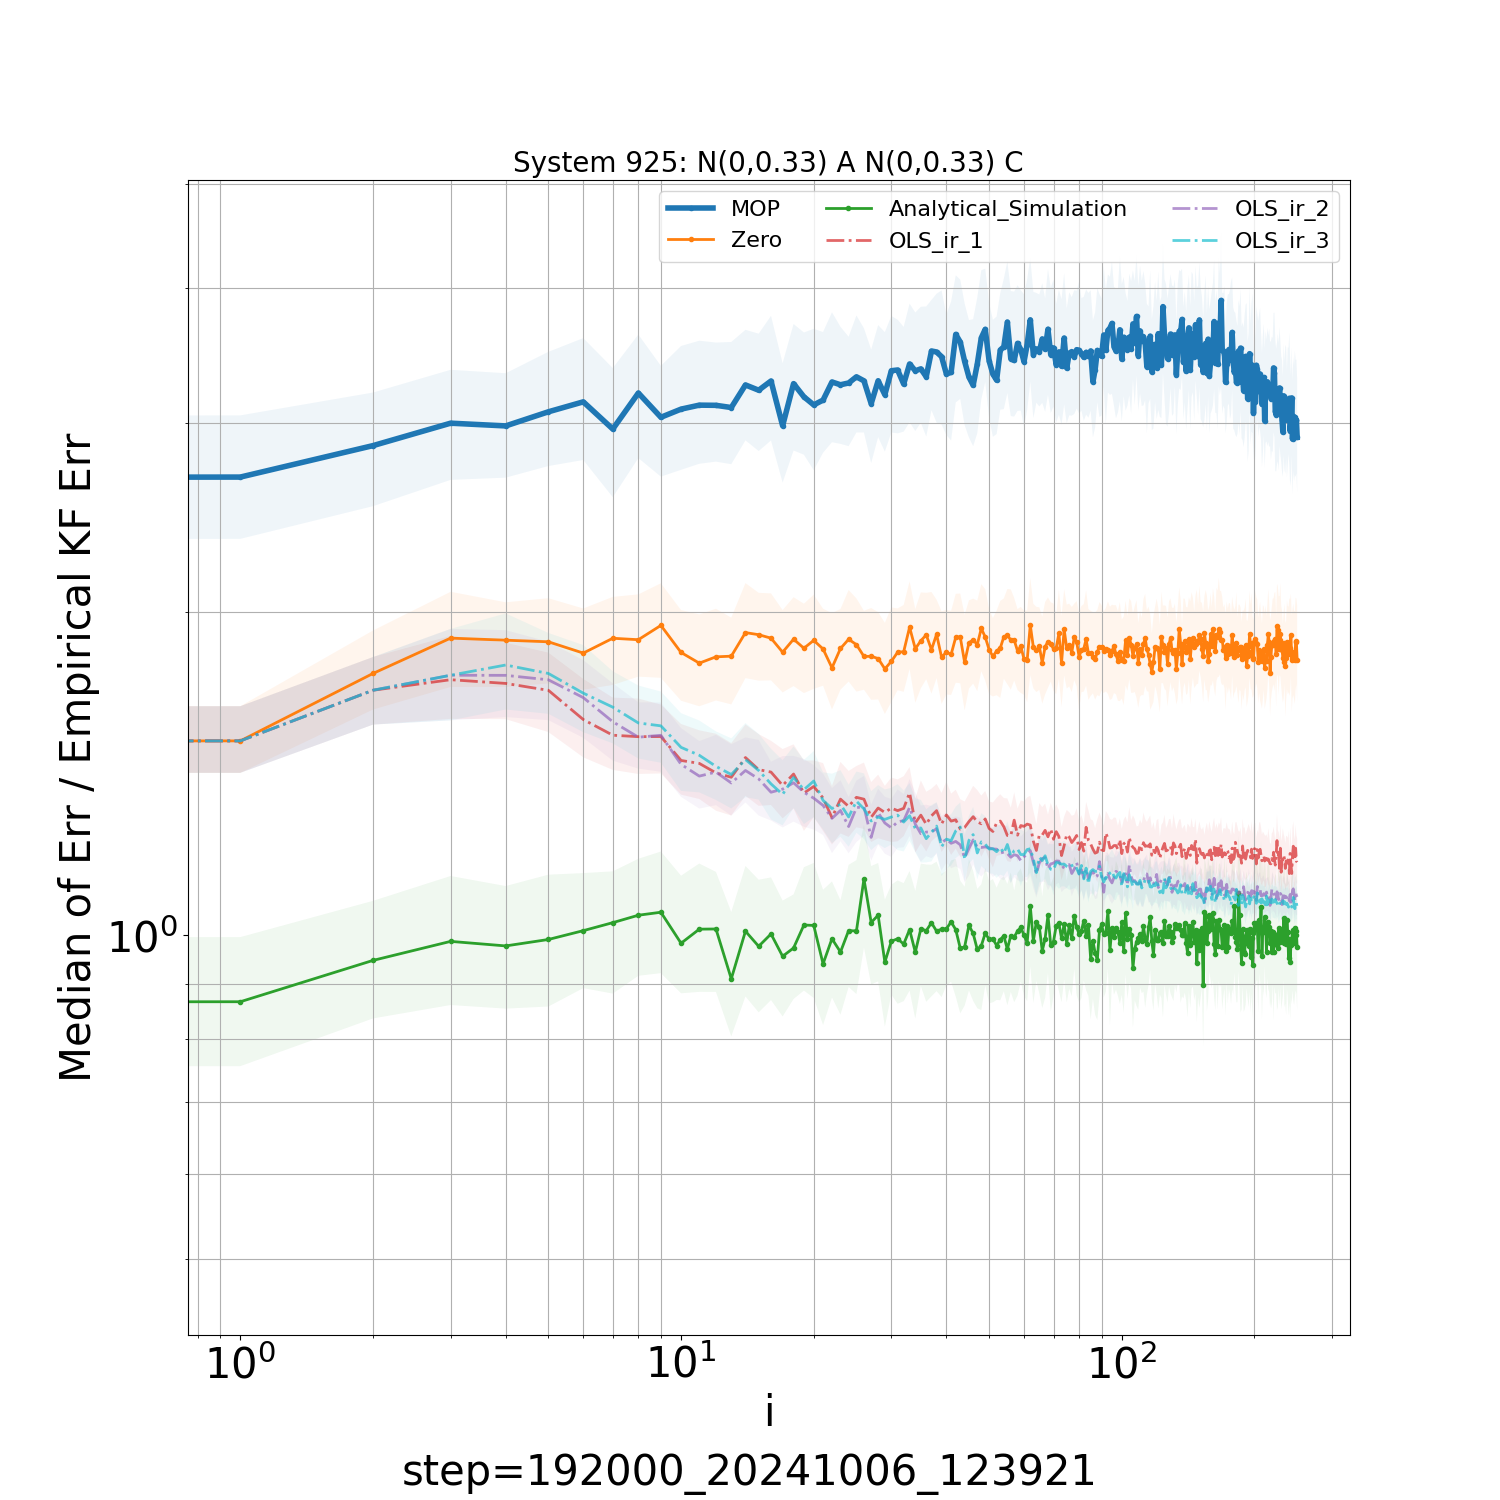 System 925: N(0,0.33) A N(0,0.33) C
MOP
Zero
Analytical_Simulation
OLS_ir_1
OLS_ir_2
OLS_ir_3
Median of Err / Empirical KF Err
10⁰
10⁰
10¹
10²
i
step=192000_20241006_123921